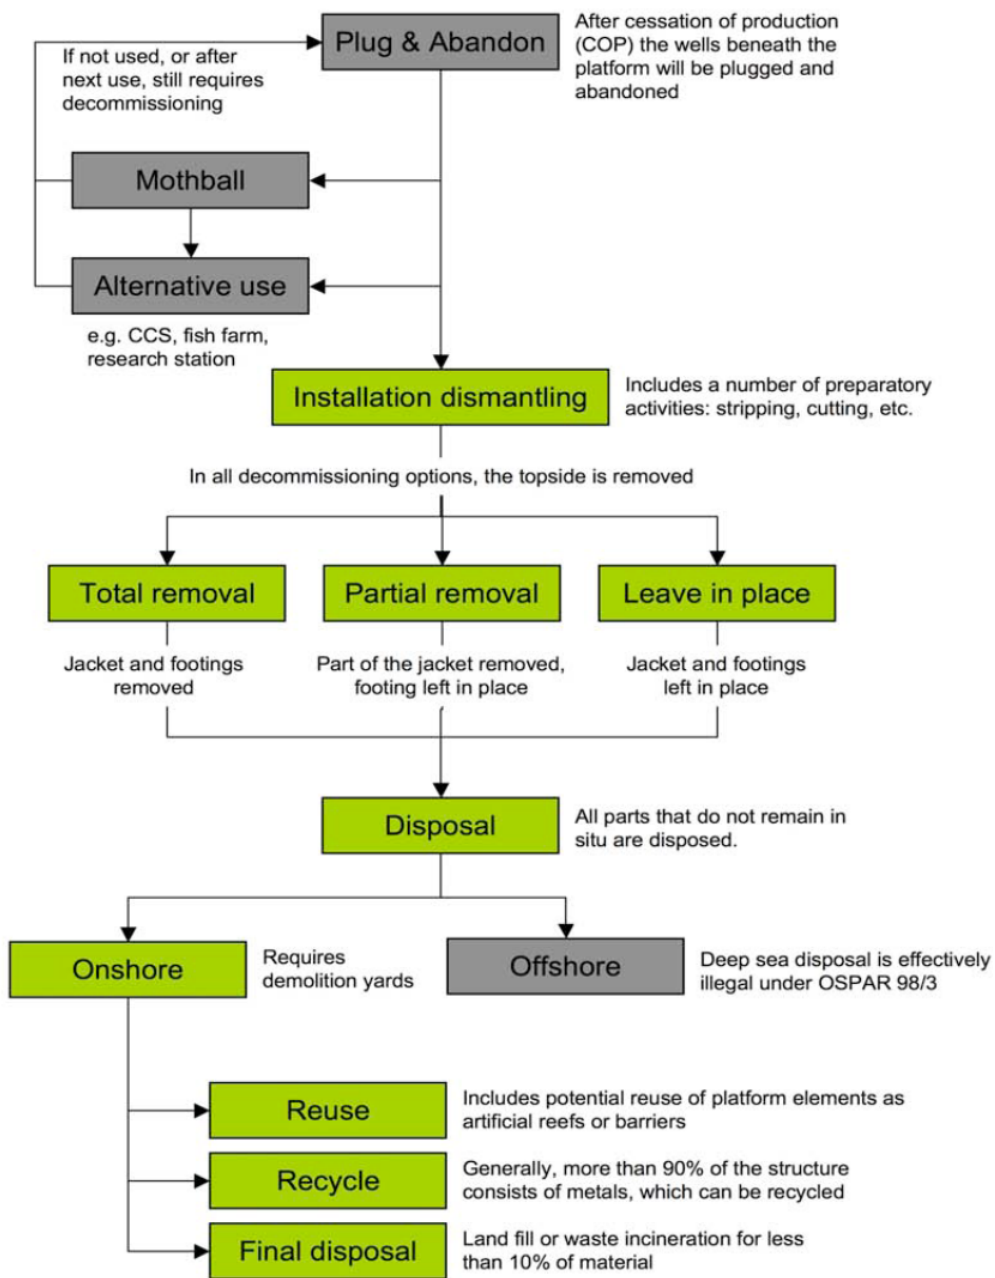 Plug & Abandon
After cessation of production
(COP) the wells beneath the
platform will be plugged and
abandoned
If not used, or after
next use, still requires
decommissioning
Mothball
Alternative use
e.g. CCS, fish farm,
research station
Installation dismantling
Includes a number of preparatory
activities: stripping, cutting, etc.
In all decommissioning options, the topside is removed
Total removal
Partial removal
Leave in place
Jacket and footings
removed
Part of the jacket removed,
footing left in place
Jacket and footings
left in place
Disposal
All parts that do not remain in
situ are disposed.
Onshore
Requires
demolition yards
Offshore
Deep sea disposal is effectively
illegal under OSPAR 98/3
Reuse
Includes potential reuse of platform elements as
artificial reefs or barriers
Recycle
Generally, more than 90% of the structure
consists of metals, which can be recycled
Final disposal
Land fill or waste incineration for less
than 10% of material